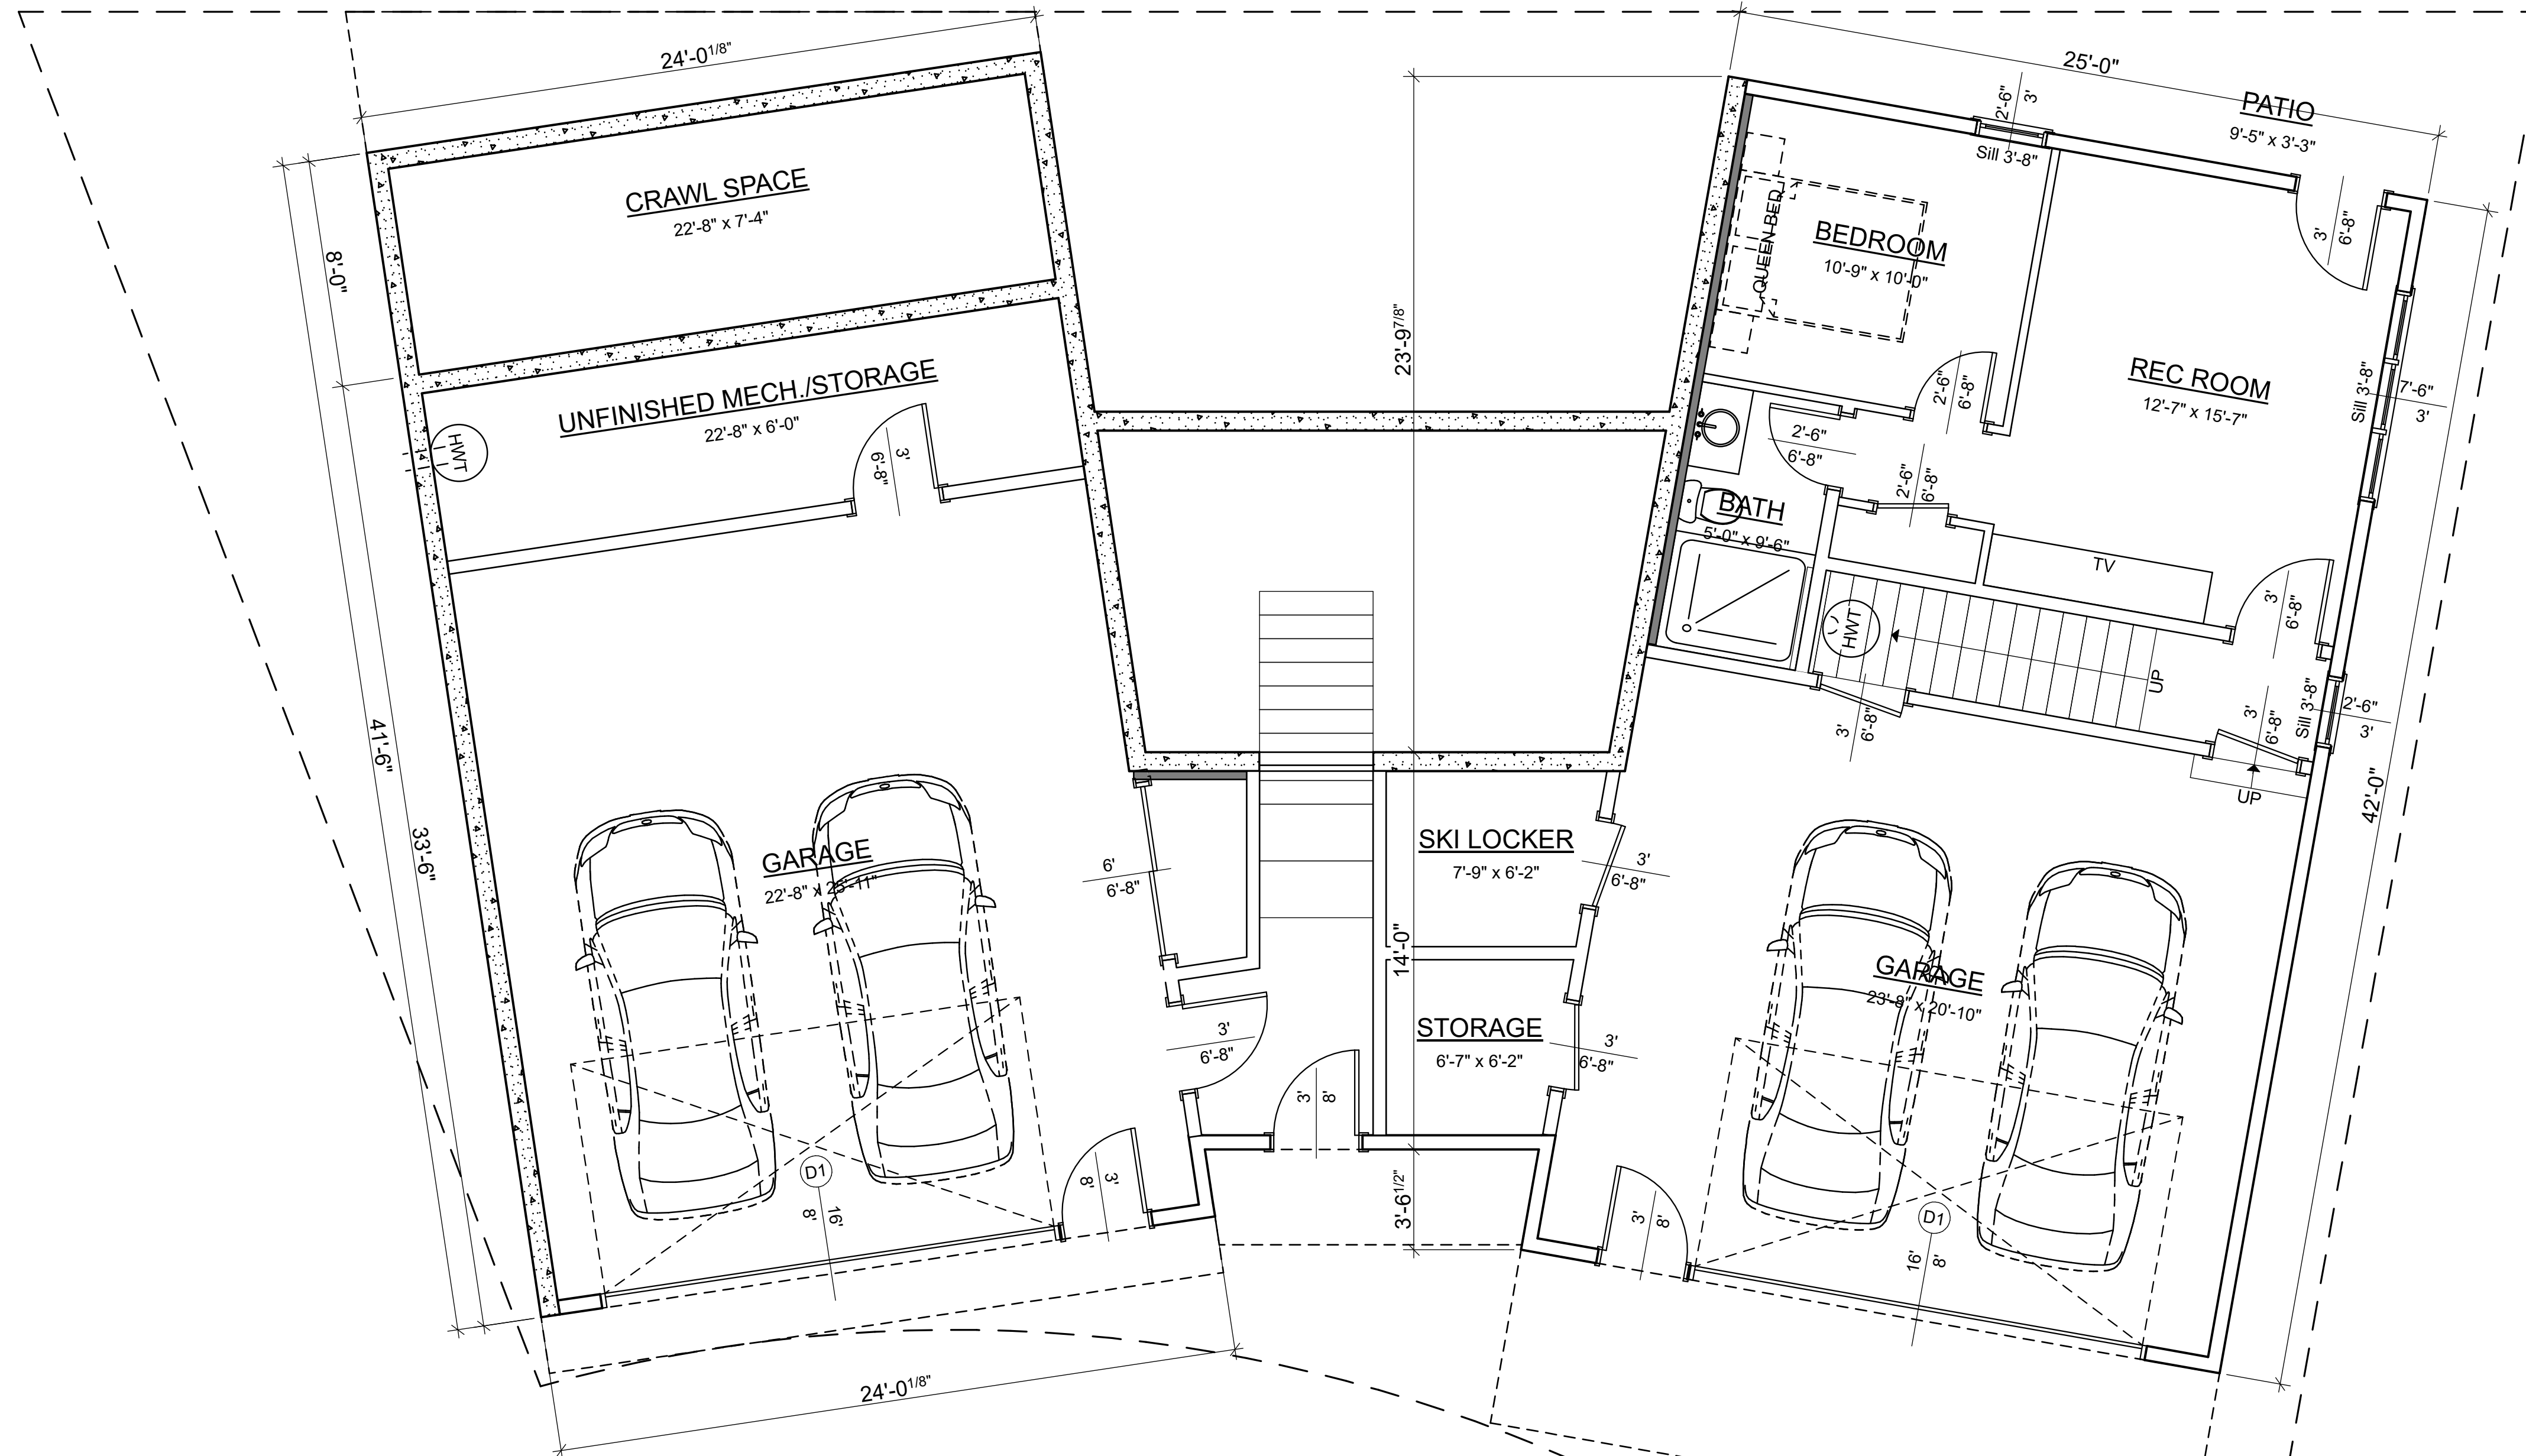 24'-0 1/8"
25'-0"
PATIO
9'-5" x 3'-3"
2'-6"
3'
Sill 3'-8"
CRAWL SPACE
22'-8" x 7'-4"
8'-0"
QUEEN BED
BEDROOM
10'-9" x 10'-0"
3'
6'-8"
23'-9 7/8"
UNFINISHED MECH./STORAGE
22'-8" x 6'-0"
HWT
3'
6'-8"
2'-6"
6'-8"
REC ROOM
12'-7" x 15'-7"
Sill 3'-8"
7'-6"
3'
2'-6"
6'-8"
2'-6"
6'-8"
BATH
5'-0" x 9'-6"
TV
HWT
3'
6'-8"
UP
3'
6'-8"
3'
6'-8"
Sill 3'-8"
2'-6"
3'
UP
41'-6"
33'-6"
42'-0"
GARAGE
22'-8" x 25'-11"
6'
6'-8"
SKI LOCKER
7'-9" x 6'-2"
3'
6'-8"
14'-0"
GARAGE
23'-8" x 20'-10"
STORAGE
6'-7" x 6'-2"
3'
6'-8"
3'
6'-8"
3'
8'
D1
16'
8'
3'
8'
3'-6 1/2"
3'
8'
D1
16'
8'
24'-0 1/8"